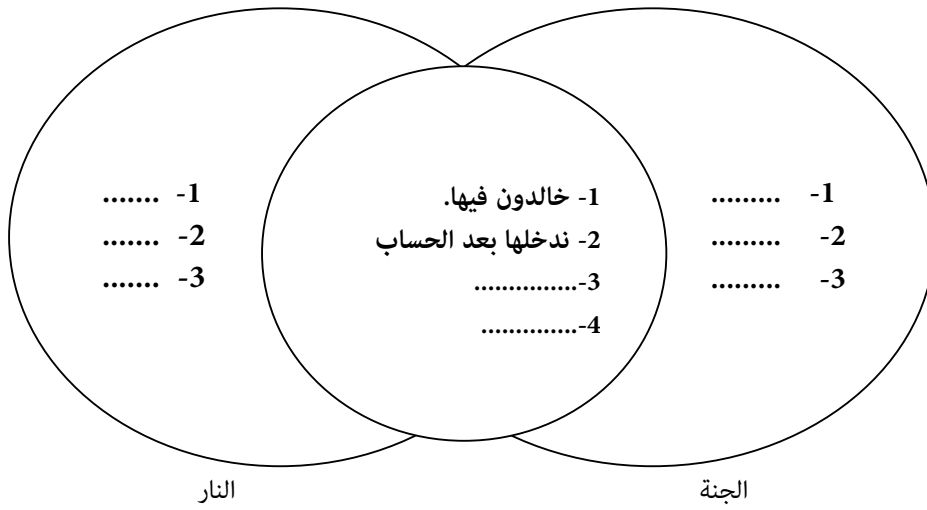 1- .........
2- .........
3- .........
1- خالدون فيها.
2- ندخلها بعد الحساب
3-...............
4-..............
1- .......
2- .......
3- .......
الجنة
النار